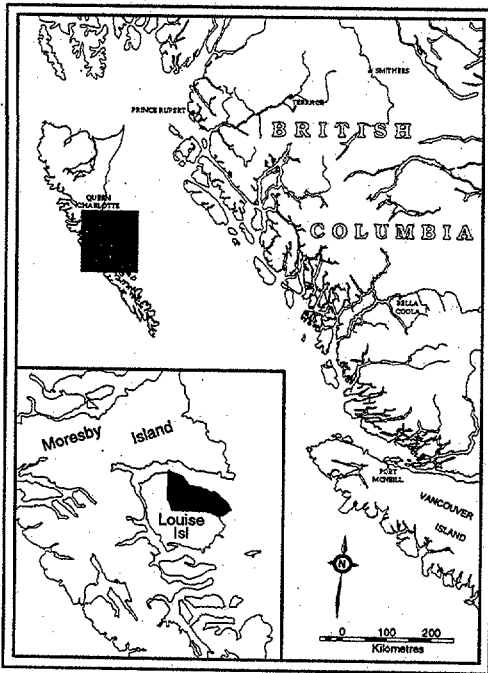 SMITHERS
TERRACE
PRINCE RUPERT
BRITISH
QUEEN
CHARLOTTE
COLUMBIA
BELLA
COOLA
Moresby Island
Louise
Isl
PORT
MCNEILL
VANCOUVER
ISLAND
N
0 100 200
Kilometres